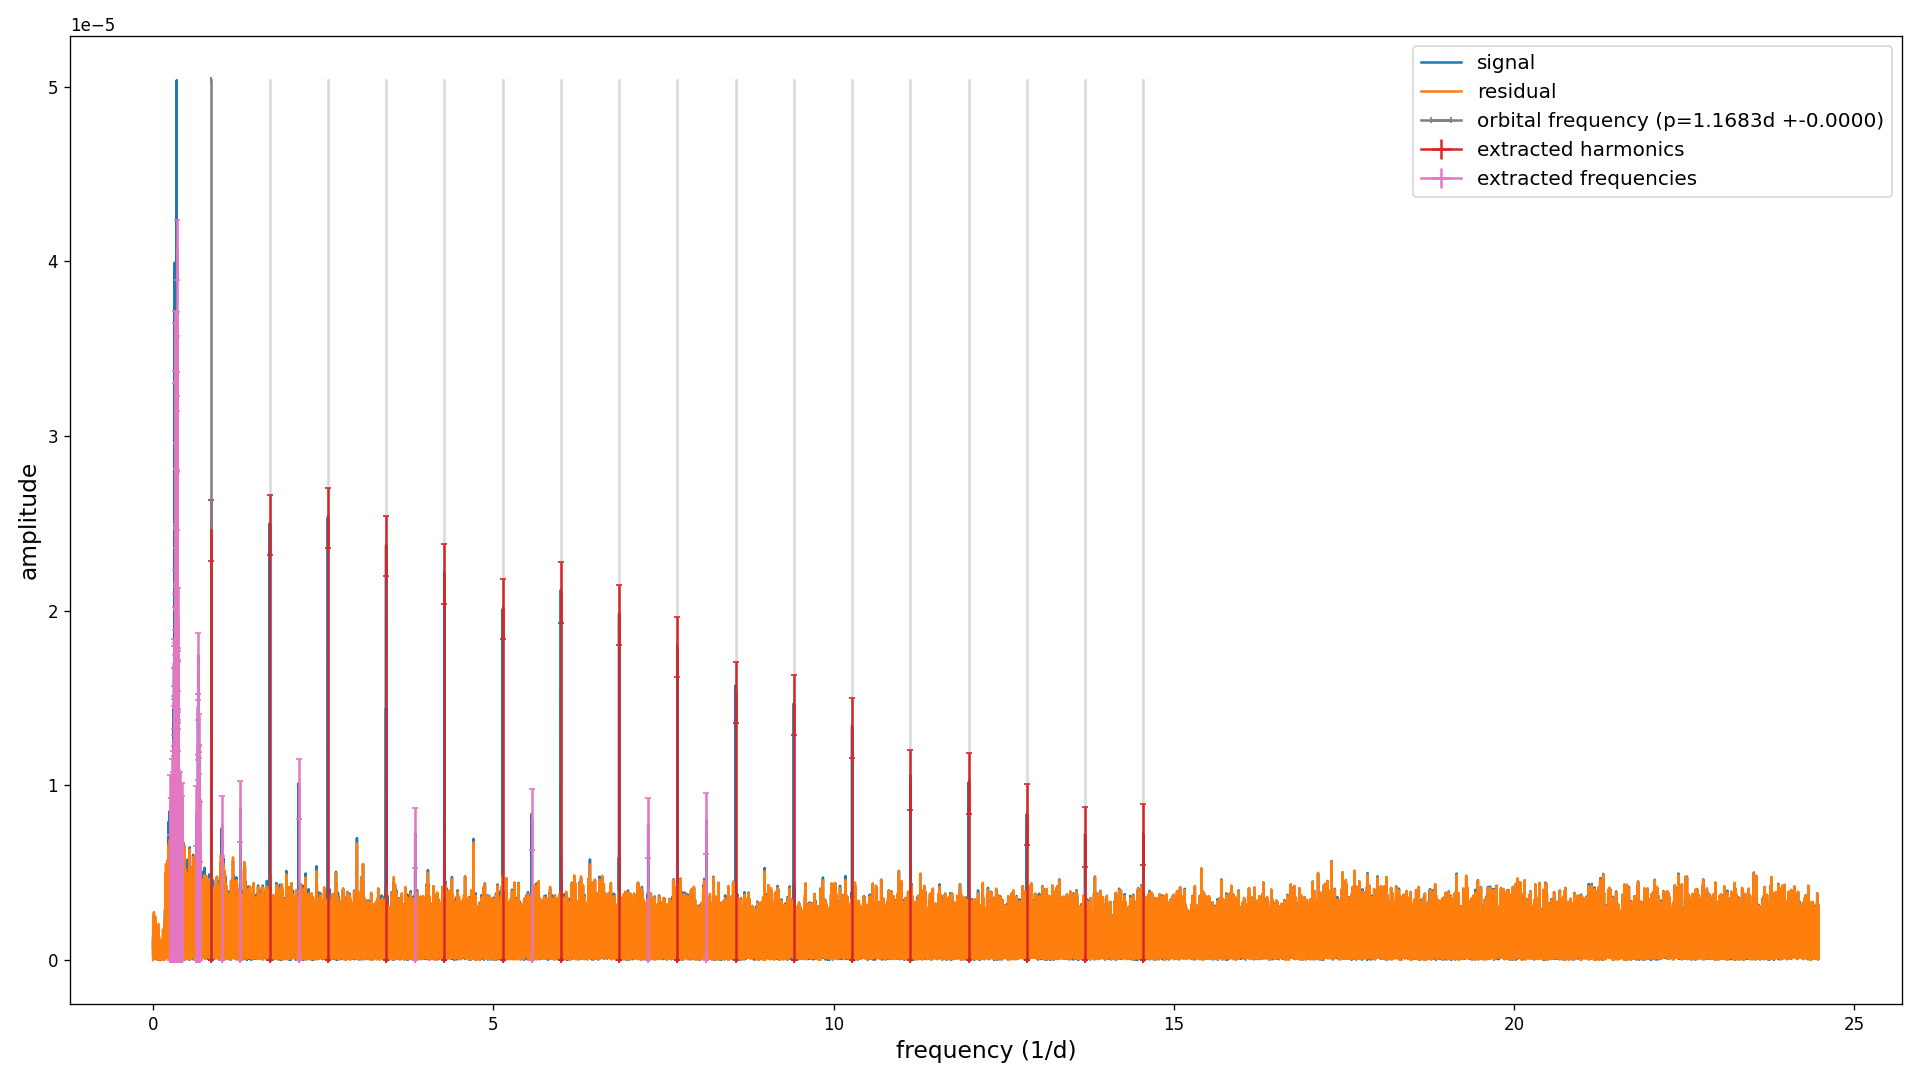 1e−5
signal
residual
orbital frequency (p=1.1683d +-0.0000)
extracted harmonics
extracted frequencies
5
4
3
2
1
0
amplitude
0 5 10 15 20 25
frequency (1/d)